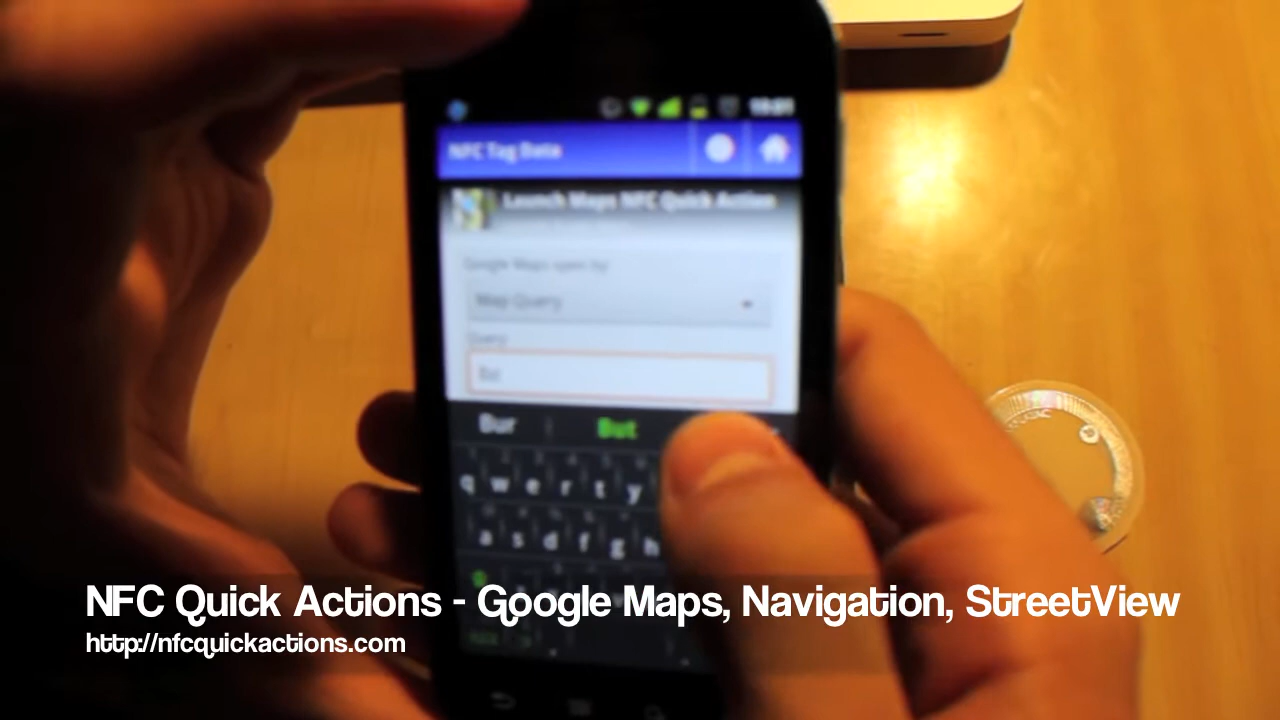 NFC Tag Data
Launch Maps NFC Quick Action
Google Maps open by:
Map Query
Query
Bur
But
q w e r t y
a s d f g h
NFC Quick Actions - Google Maps, Navigation, StreetView
http://nfcquickactions.com